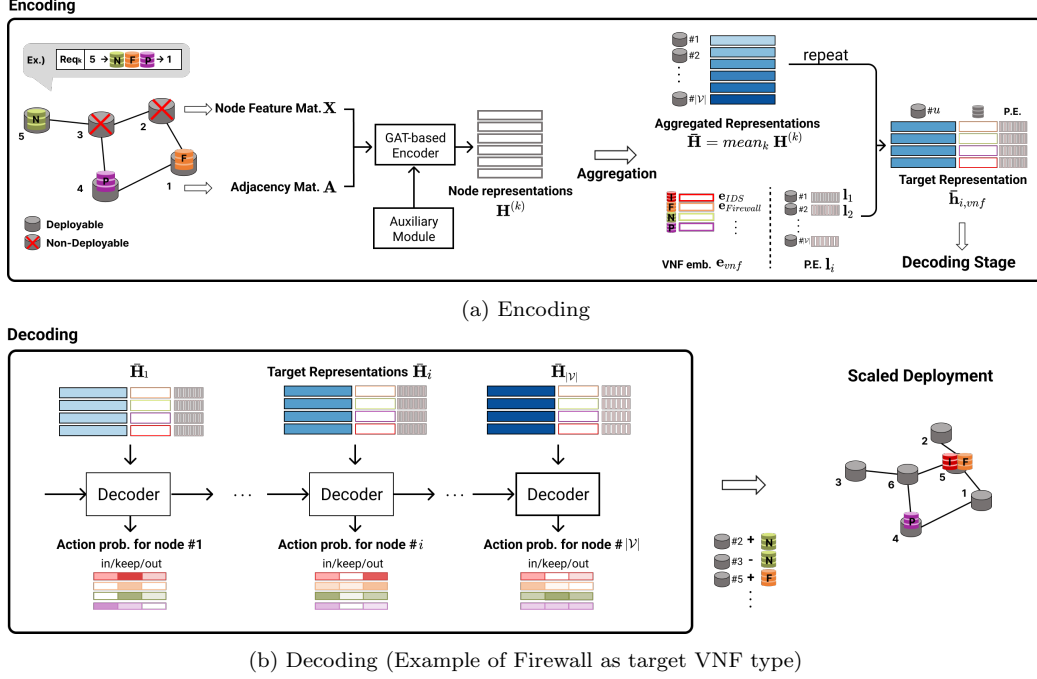 Encoding
Ex.) Reqₖ 5 → N F P → 1
N
5
3
2
F
1
P
4
Node Feature Mat. X
Adjacency Mat. A
Deployable
Non-Deployable
GAT-based
Encoder
Auxiliary
Module
Node representations
H^(k)
Aggregation
#1
#2
⋮
#|V|
repeat
Aggregated Representations
H̄ = mean_k H^(k)
I
F
N
P
e_IDS
e_Firewall
⋮
VNF emb. e_vnf
#1 l_1
#2 l_2
⋮
#|V|
P.E. l_i
#u
P.E.
Target Representation
h̄_{i,vnf}
Decoding Stage
(a) Encoding
Decoding
H̄_1
Target Representations H̄_i
H̄_|V|
Decoder
...
Decoder
...
Decoder
Action prob. for node #1
Action prob. for node #i
Action prob. for node #|V|
in/keep/out
in/keep/out
in/keep/out
#2 + N
#3 - N
#5 + F
⋮
Scaled Deployment
2
I F
3
6
5
1
P
4
(b) Decoding (Example of Firewall as target VNF type)